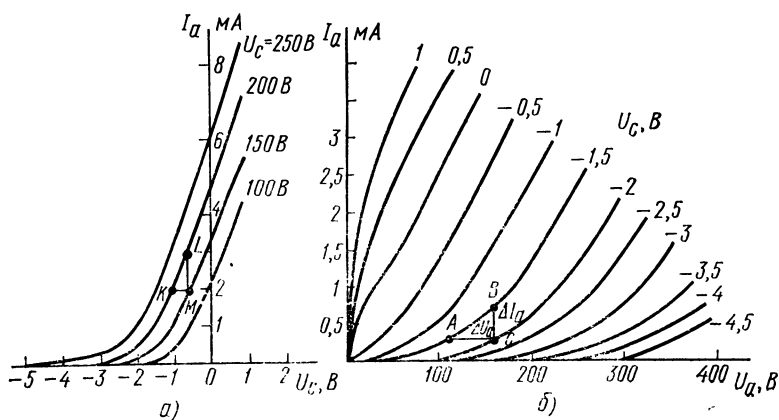 Iа мА
Uс=250В
200В
150В
100В
8
6
4
2
1
L
K
M
-5 -4 -3 -2 -1 0 1 2 Uс, В
а)
Iа мА
1 0,5 0 -0,5 -1 -1,5 -2 -2,5 -3 -3,5 -4 -4,5
Uс, В
3
2,5
2
1,5
1
0,5
A
B
C
ΔIа
ΔUа
0 100 200 300 400 Uа, В
б)